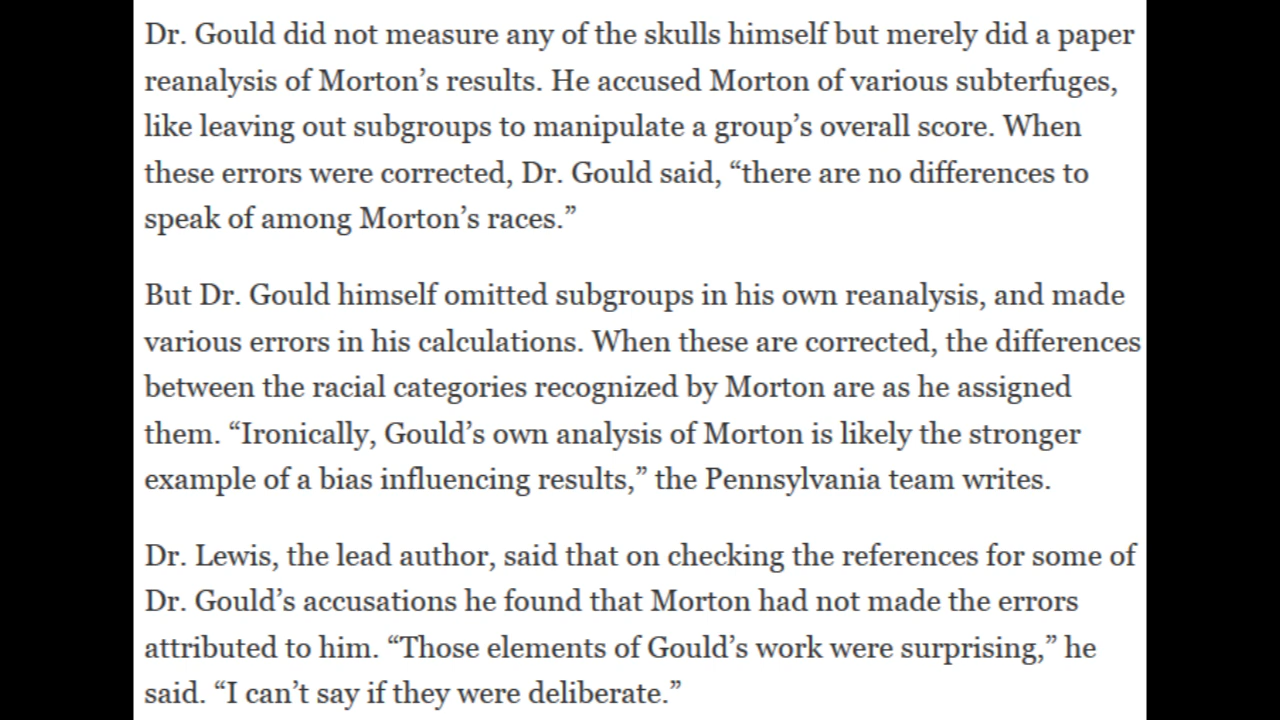 Dr. Gould did not measure any of the skulls himself but merely did a paper
reanalysis of Morton’s results. He accused Morton of various subterfuges,
like leaving out subgroups to manipulate a group’s overall score. When
these errors were corrected, Dr. Gould said, “there are no differences to
speak of among Morton’s races.”
But Dr. Gould himself omitted subgroups in his own reanalysis, and made
various errors in his calculations. When these are corrected, the differences
between the racial categories recognized by Morton are as he assigned
them. “Ironically, Gould’s own analysis of Morton is likely the stronger
example of a bias influencing results,” the Pennsylvania team writes.
Dr. Lewis, the lead author, said that on checking the references for some of
Dr. Gould’s accusations he found that Morton had not made the errors
attributed to him. “Those elements of Gould’s work were surprising,” he
said. “I can’t say if they were deliberate.”